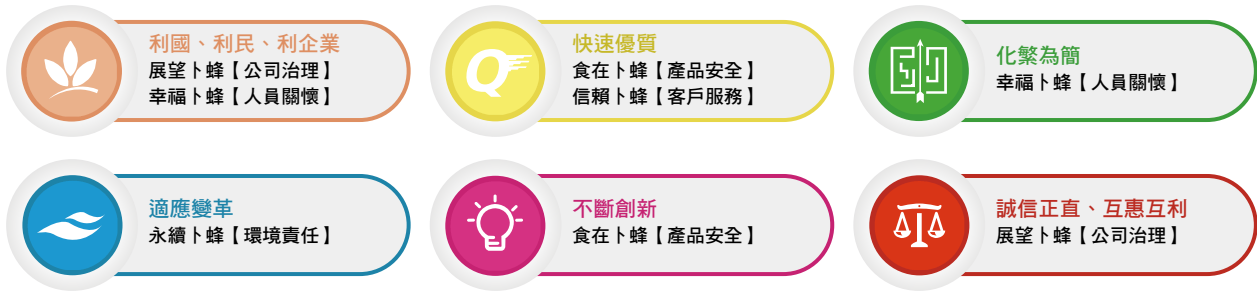 利國、利民、利企業
展望卜蜂【公司治理】
幸福卜蜂【人員關懷】
快速優質
食在卜蜂【產品安全】
信賴卜蜂【客戶服務】
化繁為簡
幸福卜蜂【人員關懷】
適應變革
永續卜蜂【環境責任】
不斷創新
食在卜蜂【產品安全】
誠信正直、互惠互利
展望卜蜂【公司治理】
Q